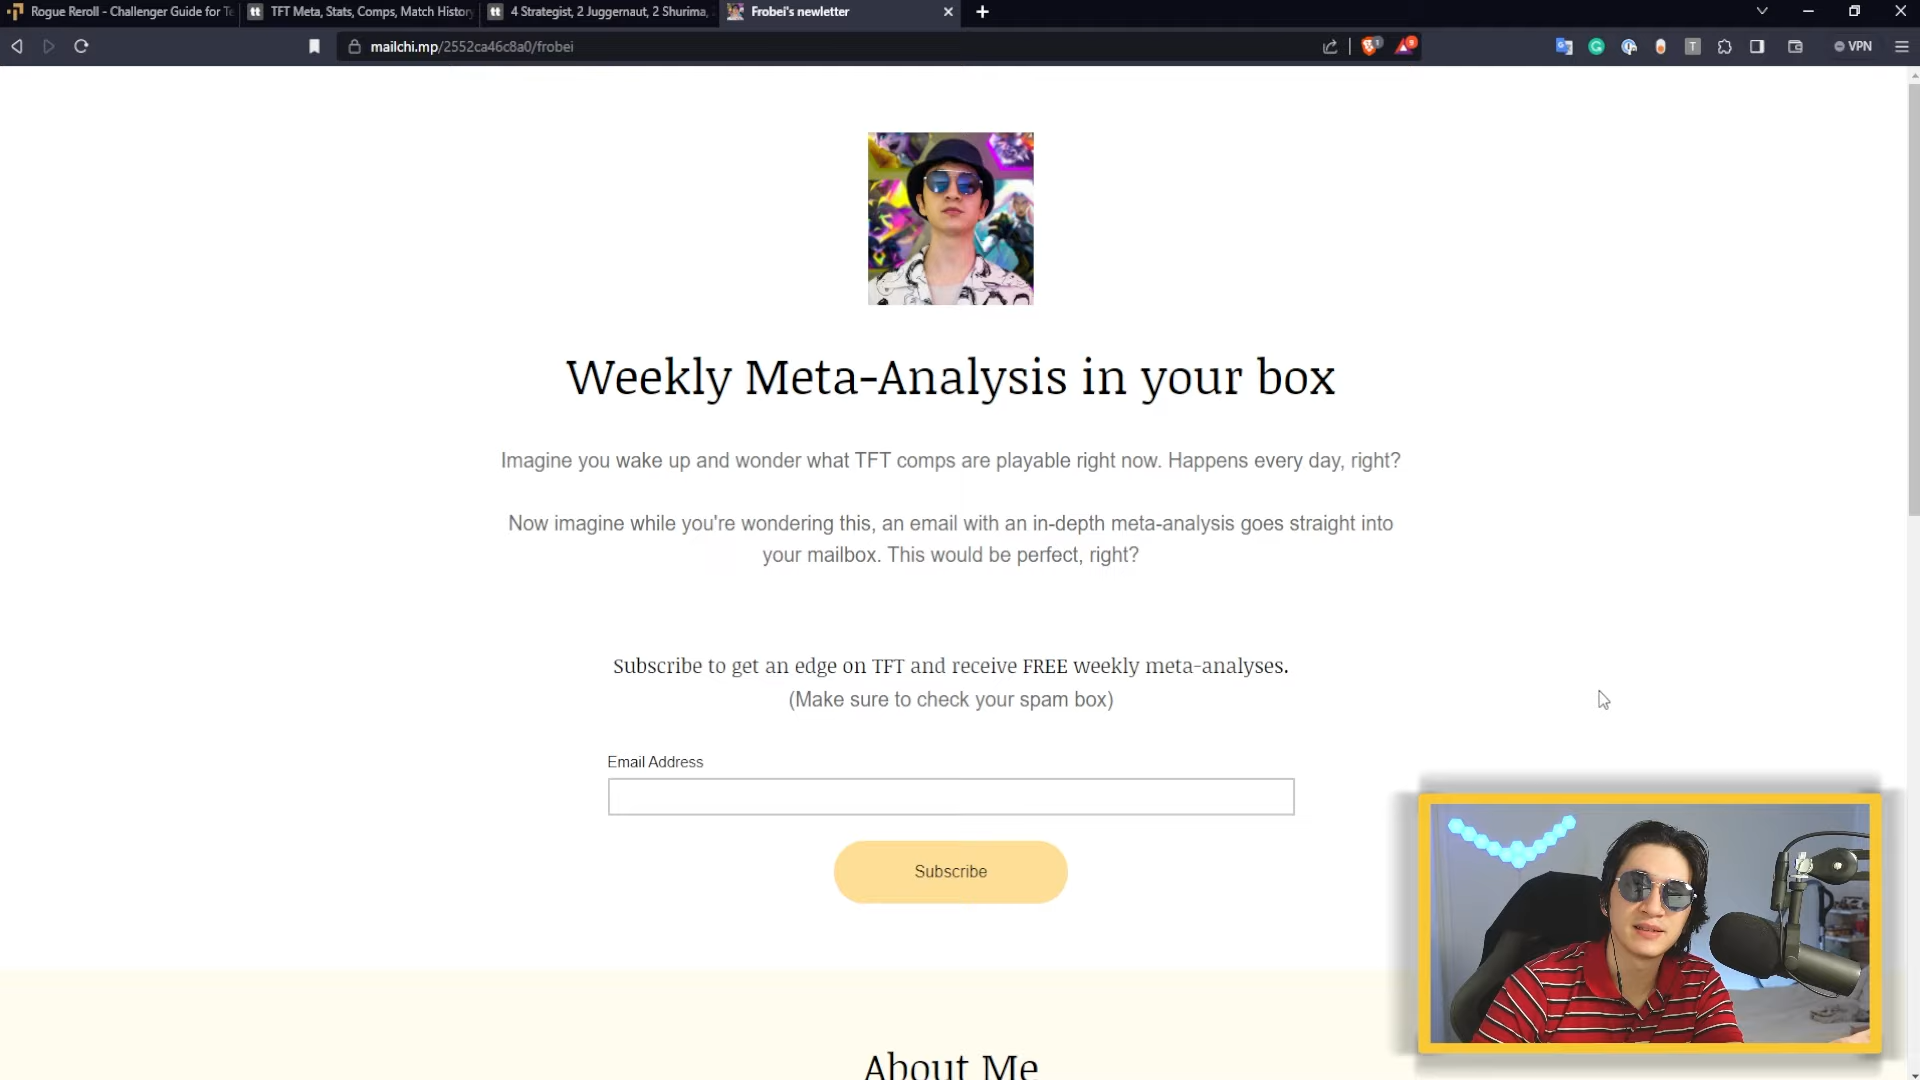 Rogue Reroll - Challenger Guide for Te
TFT Meta, Stats, Comps, Match History
4 Strategist, 2 Juggernaut, 2 Shurima,
Frobei's newletter
mailchi.mp/2552ca46c8a0/frobei
VPN
Weekly Meta-Analysis in your box
Imagine you wake up and wonder what TFT comps are playable right now. Happens every day, right?
Now imagine while you're wondering this, an email with an in-depth meta-analysis goes straight into
your mailbox. This would be perfect, right?
Subscribe to get an edge on TFT and receive FREE weekly meta-analyses.
(Make sure to check your spam box)
Email Address
Subscribe
About Me